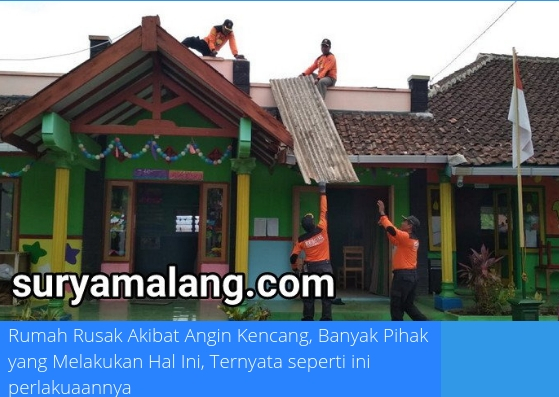 suryamalang.com
Rumah Rusak Akibat Angin Kencang, Banyak Pihak
yang Melakukan Hal Ini, Ternyata seperti ini
perlakuaannya